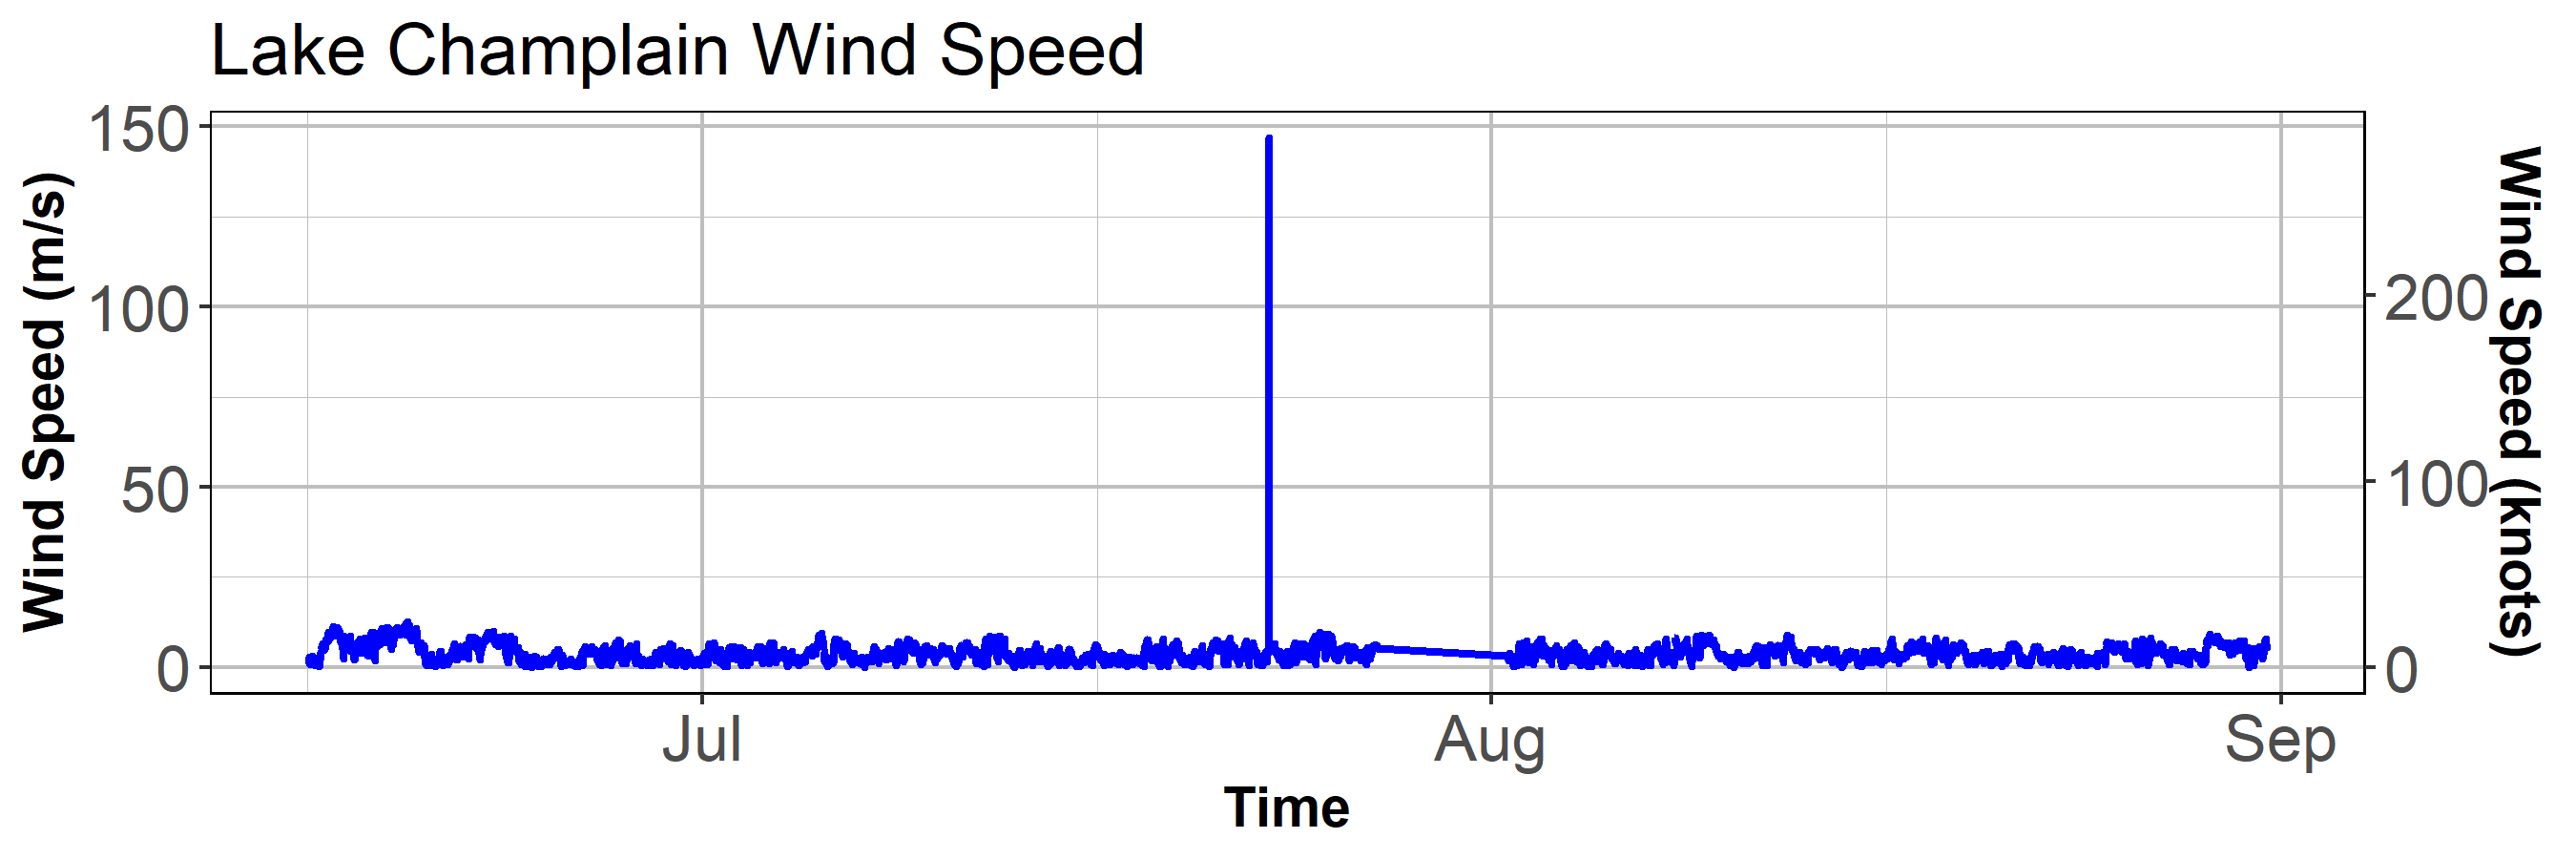 Lake Champlain Wind Speed
Wind Speed (m/s)
150
100
50
0
Wind Speed (knots)
200
100
0
Jul
Aug
Sep
Time